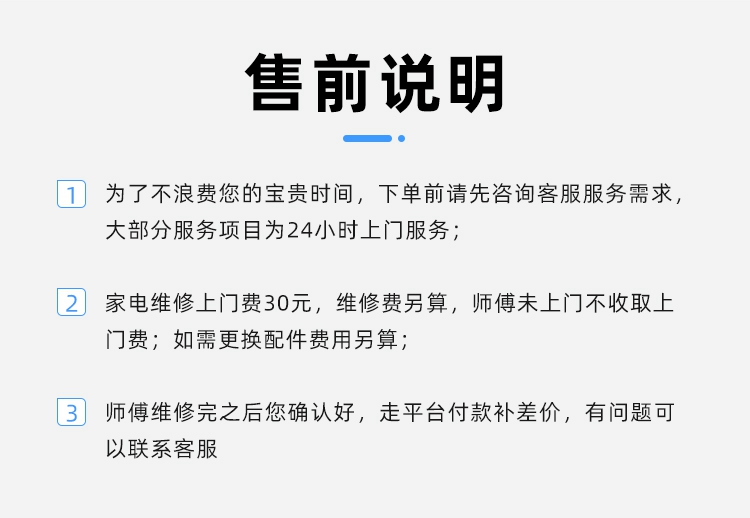 售前说明
1 为了不浪费您的宝贵时间，下单前请先咨询客服服务需求，
大部分服务项目为24小时上门服务；
2 家电维修上门费30元，维修费另算，师傅未上门不收取上
门费；如需更换配件费用另算；
3 师傅维修完之后您确认好，走平台付款补差价，有问题可
以联系客服